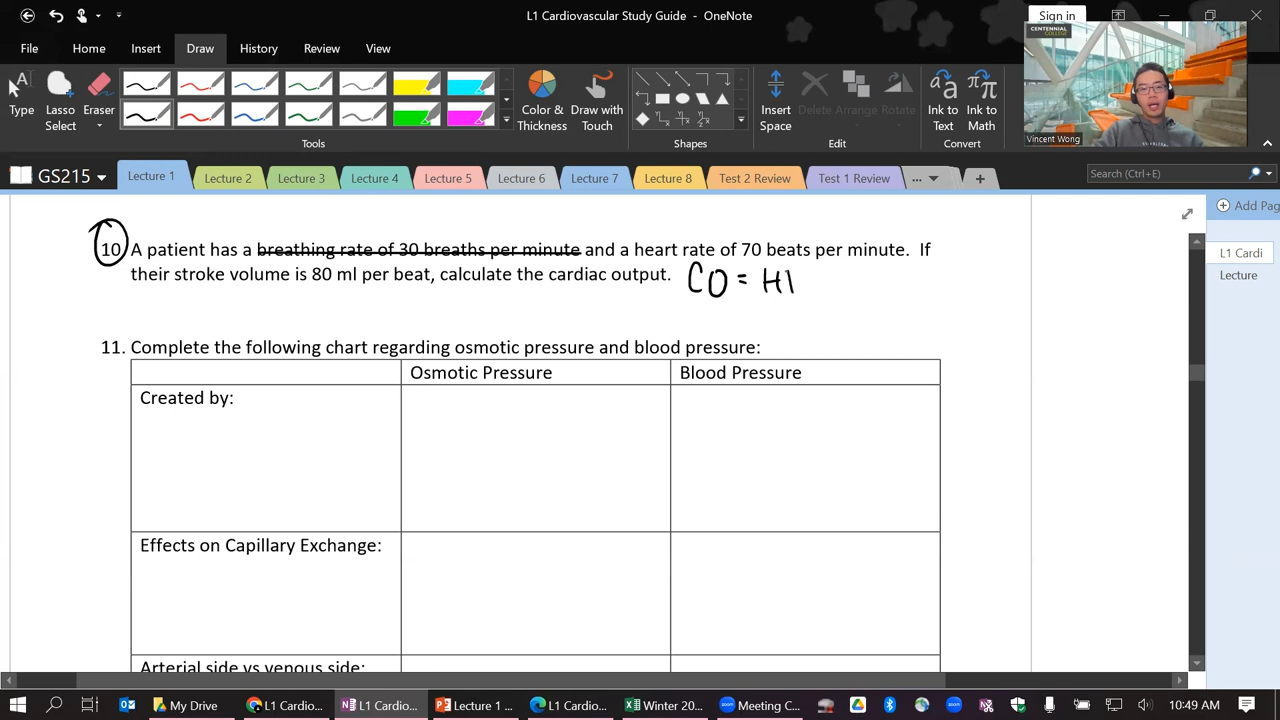 L1 Cardiovascular Study Guide - OneNote
Sign in
File Home Insert Draw History Review View
CENTENNIAL COLLEGE
Type
Lasso Select
Eraser
Color & Thickness
Draw with Touch
Insert Space
Delete
Arrange
Rotate
Ink to Text
Ink to Math
Tools
Shapes
Edit
Convert
Vincent Wong
GS215
Lecture 1
Lecture 2
Lecture 3
Lecture 4
Lecture 5
Lecture 6
Lecture 7
Lecture 8
Test 2 Review
Test 1 Review
...
Search (Ctrl+E)
Add Pag
L1 Cardi
Lecture
10 A patient has a breathing rate of 30 breaths per minute and a heart rate of 70 beats per minute. If
their stroke volume is 80 ml per beat, calculate the cardiac output. CO = H
11. Complete the following chart regarding osmotic pressure and blood pressure:
Osmotic Pressure Blood Pressure
Created by:
Effects on Capillary Exchange:
Arterial side vs venous side:
My Drive
L1 Cardio...
L1 Cardio...
Lecture 1 ...
Cardio...
Winter 20...
Meeting C...
10:49 AM